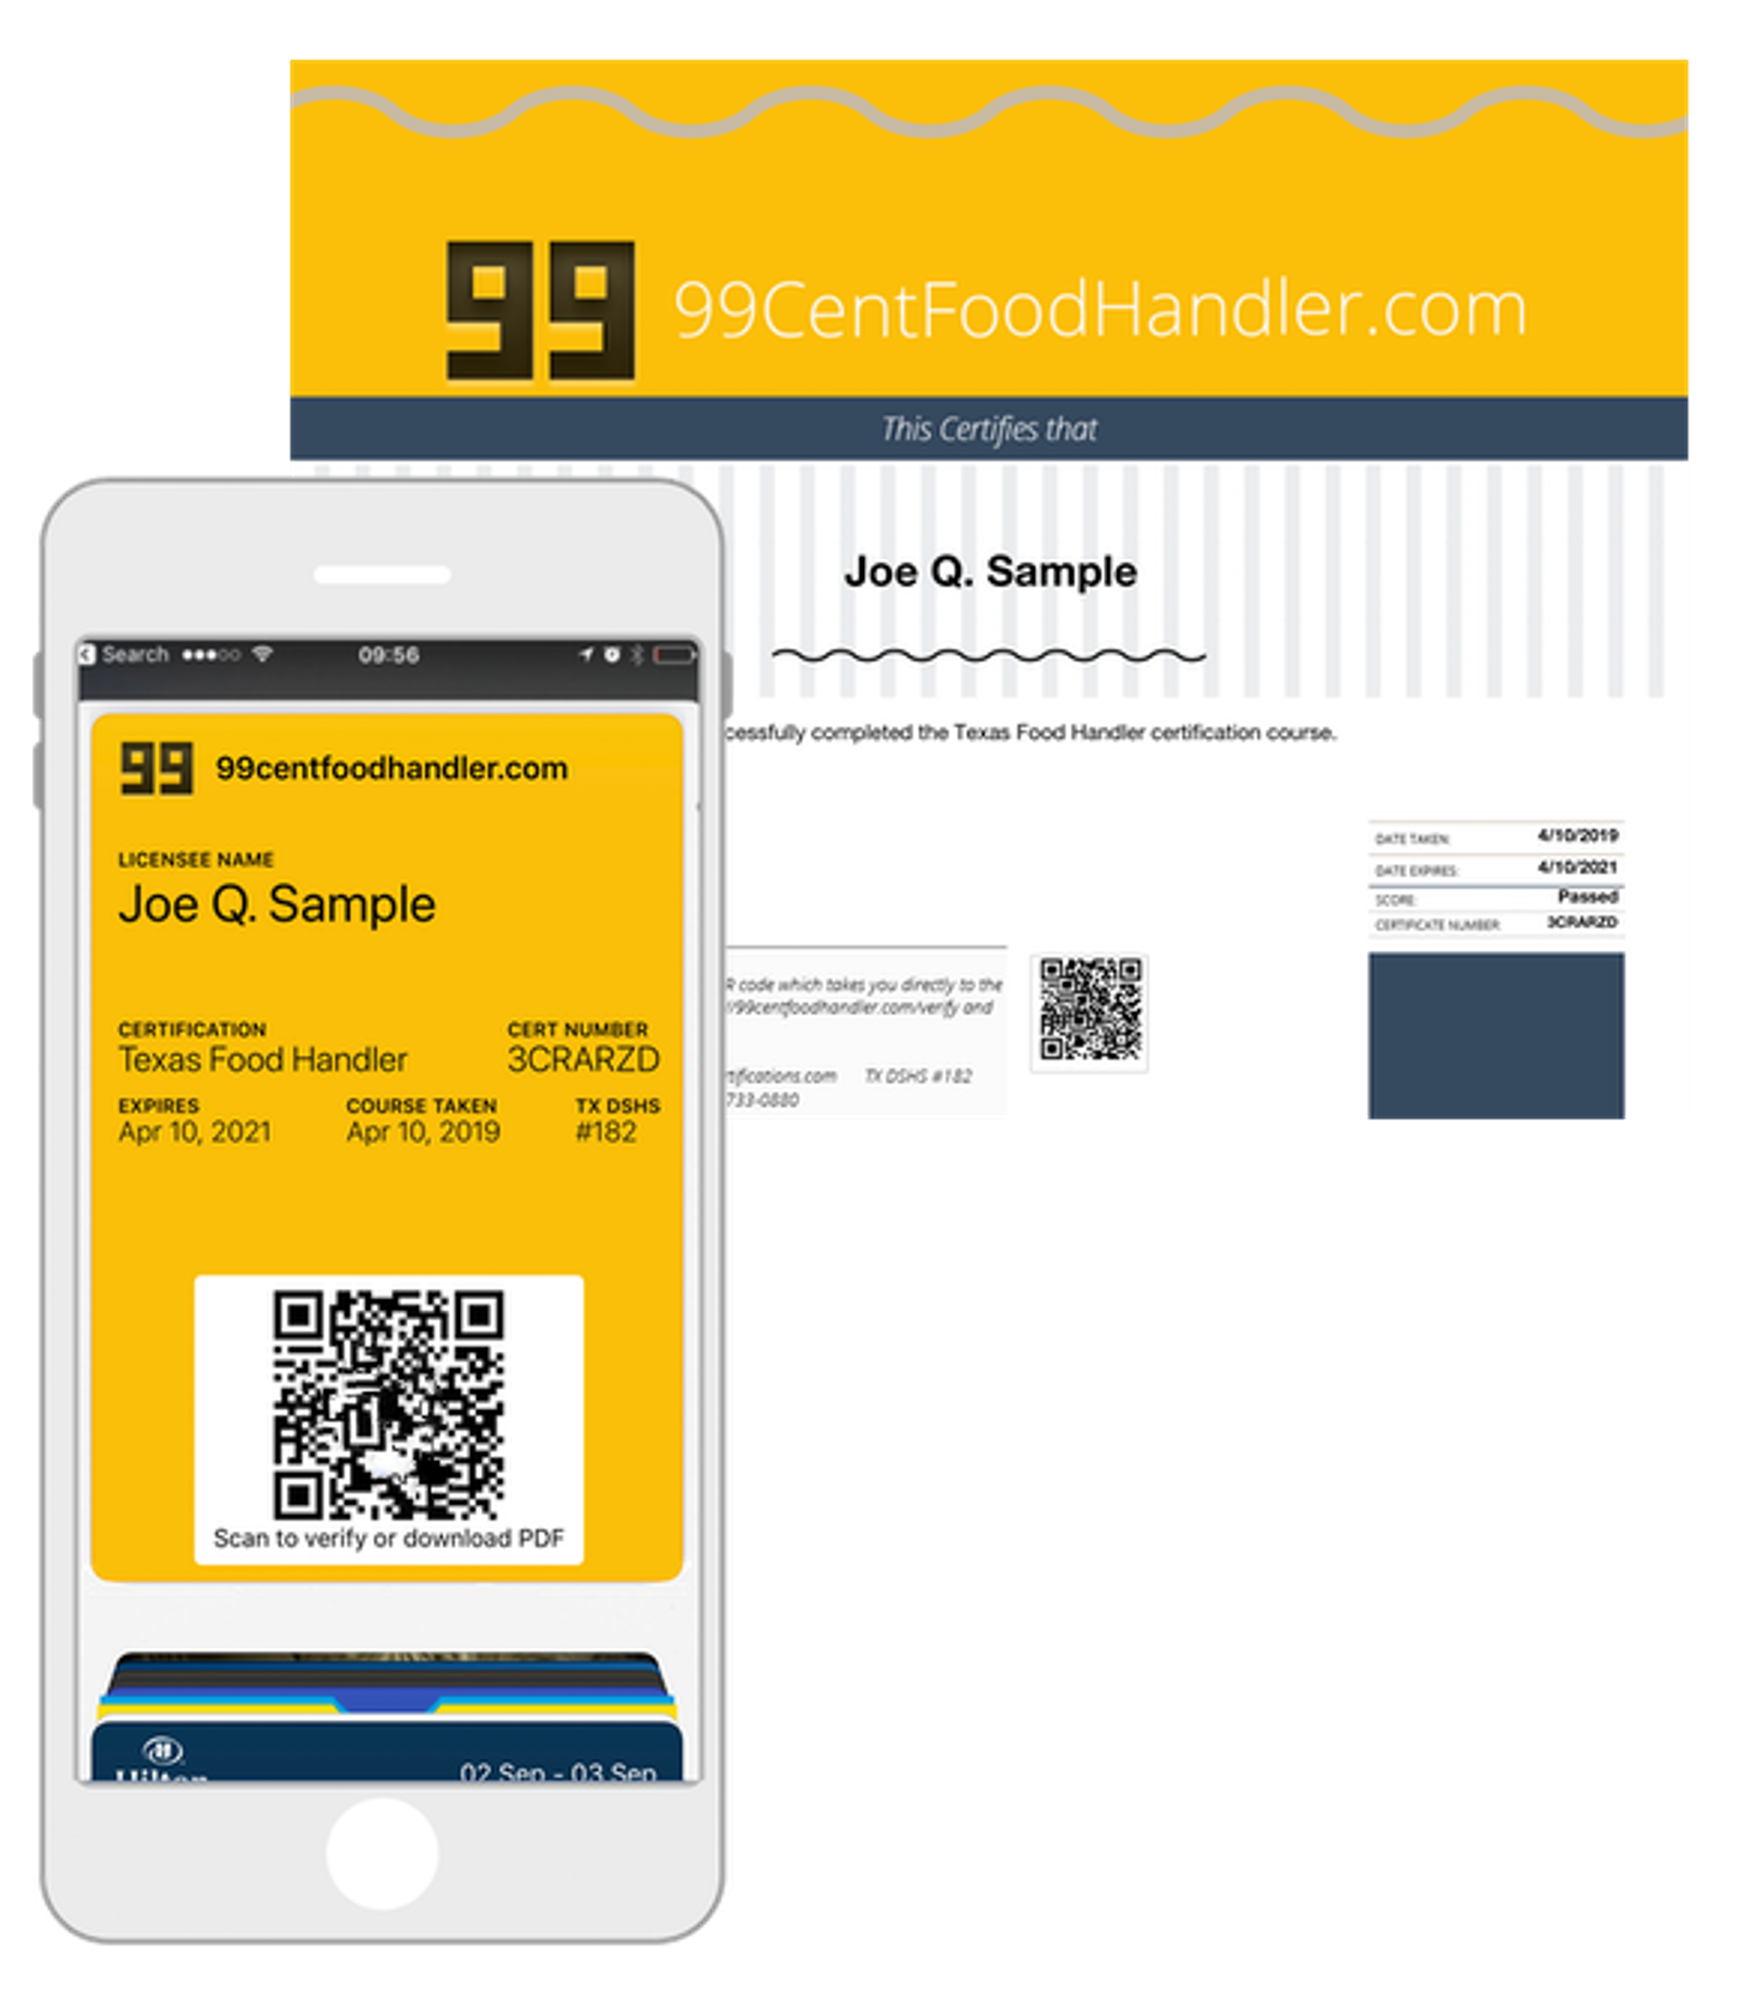 99 99CentFoodHandler.com
This Certifies that
Joe Q. Sample
cessfully completed the Texas Food Handler certification course.
DATE TAKEN: 4/10/2019
DATE EXPIRES: 4/10/2021
SCORE: Passed
CERTIFICATE NUMBER: 3CRARZD
R code which takes you directly to the
//99centfoodhandler.com/verify and
rtifications.com TX DSHS #182
733-0880
Search 09:56
99 99centfoodhandler.com
LICENSEE NAME
Joe Q. Sample
CERTIFICATION CERT NUMBER
Texas Food Handler 3CRARZD
EXPIRES COURSE TAKEN TX DSHS
Apr 10, 2021 Apr 10, 2019 #182
Scan to verify or download PDF
Hilton 02 Sep - 03 Sep